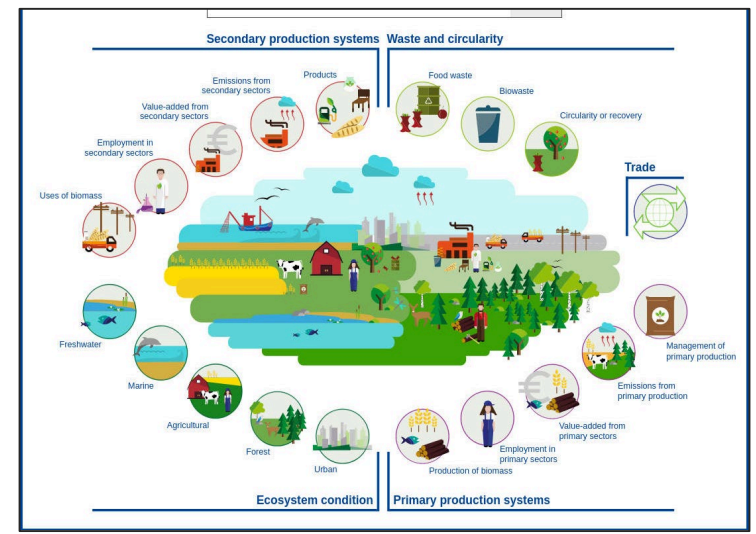 Secondary production systems
Waste and circularity
Products
Food waste
Emissions from
secondary sectors
Biowaste
Value-added from
secondary sectors
Circularity or recovery
Employment in
secondary sectors
Trade
Uses of biomass
Freshwater
Management of
primary production
Marine
Emissions from
primary production
Agricultural
Value-added from
primary sectors
Forest
Employment in
primary sectors
Urban
Production of biomass
Ecosystem condition
Primary production systems